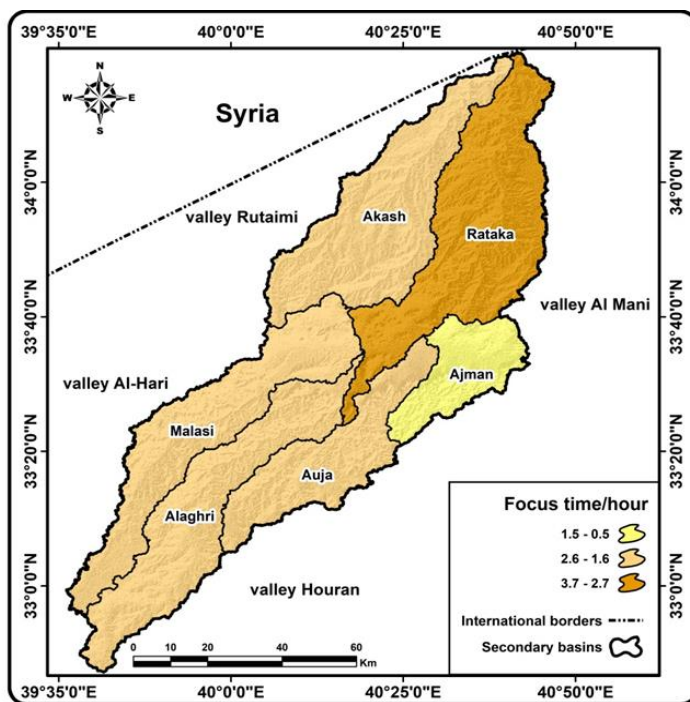 39°35'0"E 40°0'0"E 40°25'0"E 40°50'0"E
N
W E
S
Syria
34°0'0"N
34°0'0"N
valley Rutaimi
Akash
Rataka
valley Al Mani
33°40'0"N
33°40'0"N
valley Al-Hari
Ajman
Malasi
33°20'0"N
33°20'0"N
Auja
Alaghri
Focus time/hour
1.5 - 0.5
2.6 - 1.6
3.7 - 2.7
International borders
Secondary basins
33°0'0"N
33°0'0"N
valley Houran
0 10 20 40 60
Km
39°35'0"E 40°0'0"E 40°25'0"E 40°50'0"E